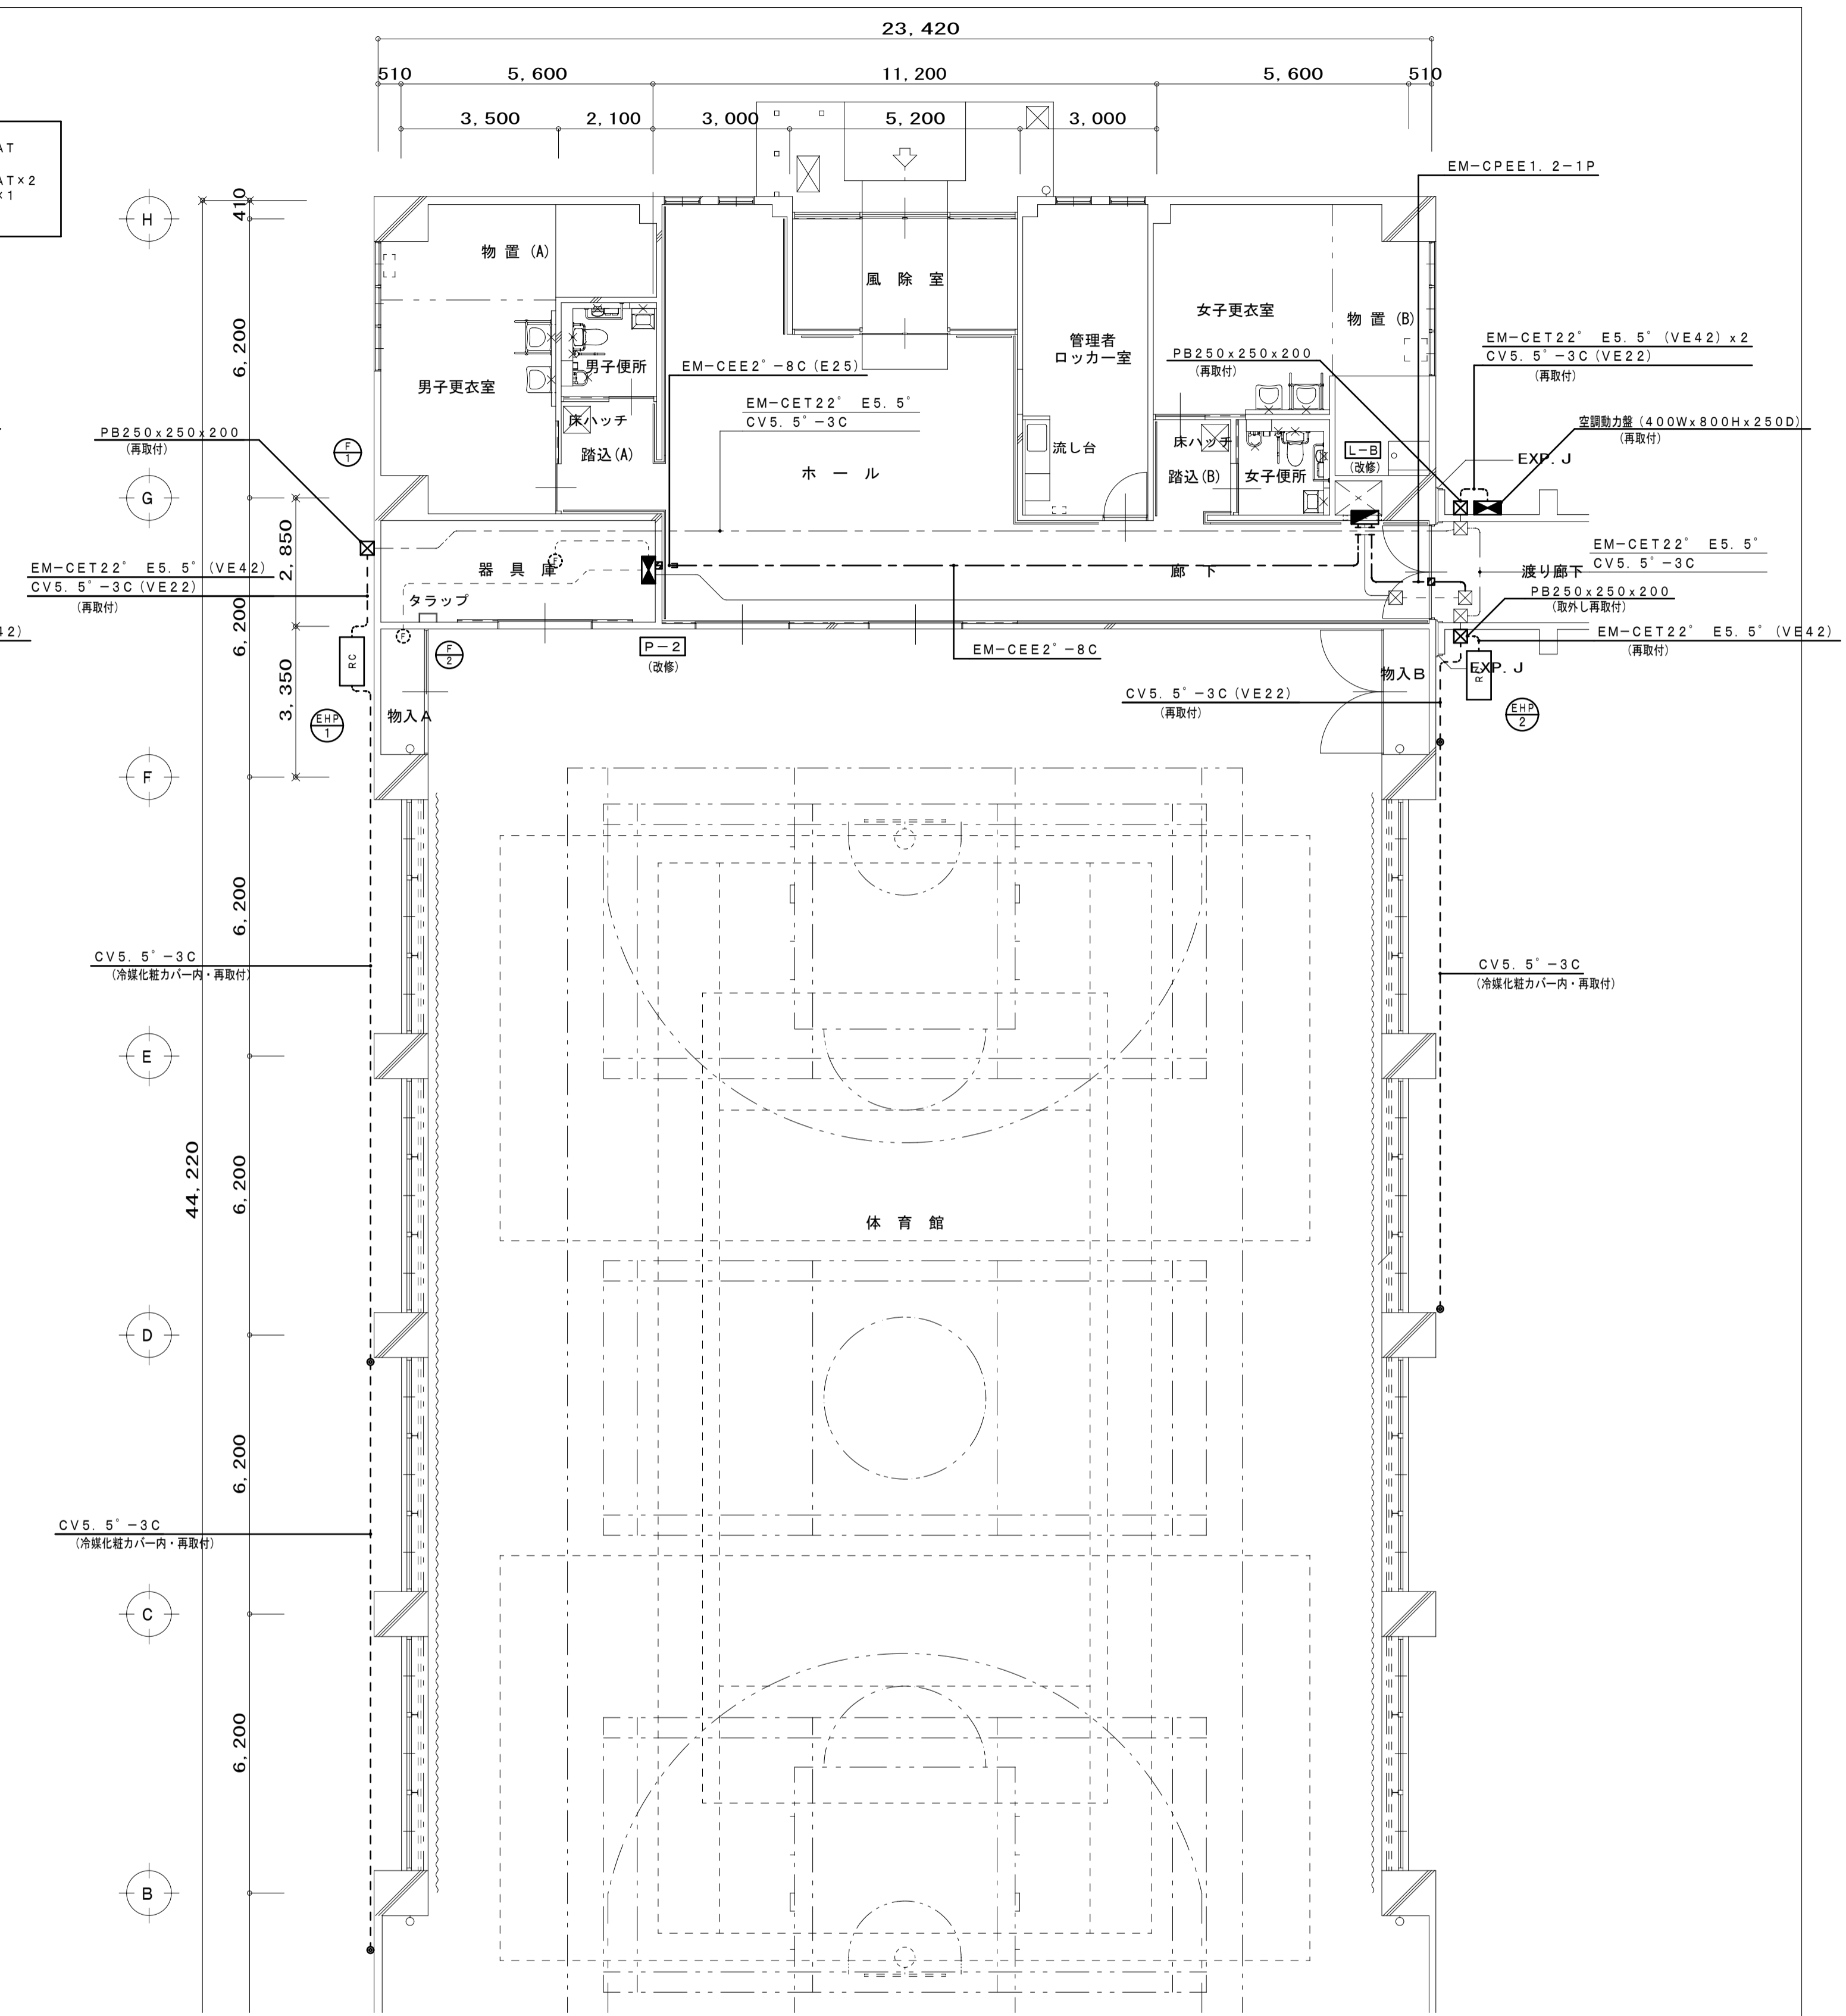 23,420
510
5,600
11,200
5,600
510
3,500
2,100
3,000
5,200
3,000
AT
AT×2
×1
EM-CPEE1.2-1P
H
410
物 置 (A)
風 除 室
女子更衣室
物 置 (B)
管理者
ロッカー室
6,200
男子更衣室
男子便所
EM-CEE2°-8C(E25)
EM-CET22° E5.5°
CV5.5°-3C
PB250x250x200
(再取付)
EM-CET22° E5.5°(VE42)x2
CV5.5°-3C(VE22)
(再取付)
空調動力盤(400Wx800Hx250D)
(再取付)
PB250x250x200
(再取付)
F
1
床ハッチ
踏込(A)
ホ ー ル
流し台
床ハッチ
踏込(B)
女子便所
L-B
(改修)
EXP.J
G
2,850
EM-CET22° E5.5°(VE42)
CV5.5°-3C(VE22)
(再取付)
器 具 庫
F
廊 下
EM-CET22° E5.5°
CV5.5°-3C
渡り廊下
PB250x250x200
(取外し再取付)
タラップ
F
42)
6,200
RC
F
2
P-2
(改修)
EM-CEE2°-8C
EM-CET22° E5.5°(VE42)
(再取付)
3,350
物入B
EXP.J
CV5.5°-3C(VE22)
(再取付)
EHP
1
物入A
EHP
2
F
6,200
CV5.5°-3C
(冷媒化粧カバー内・再取付)
CV5.5°-3C
(冷媒化粧カバー内・再取付)
E
44,220
6,200
体 育 館
D
6,200
CV5.5°-3C
(冷媒化粧カバー内・再取付)
C
6,200
B